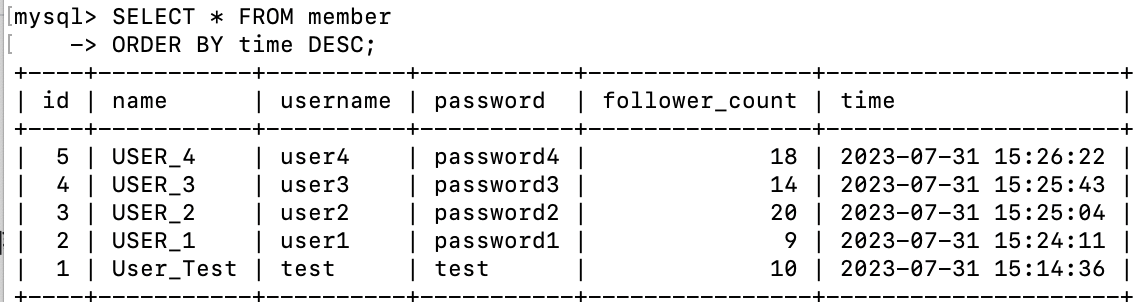 mysql> SELECT * FROM member
    -> ORDER BY time DESC;
+----+-----------+----------+-----------+----------------+---------------------+
| id | name      | username | password  | follower_count | time                |
+----+-----------+----------+-----------+----------------+---------------------+
|  5 | USER_4    | user4    | password4 |             18 | 2023-07-31 15:26:22 |
|  4 | USER_3    | user3    | password3 |             14 | 2023-07-31 15:25:43 |
|  3 | USER_2    | user2    | password2 |             20 | 2023-07-31 15:25:04 |
|  2 | USER_1    | user1    | password1 |              9 | 2023-07-31 15:24:11 |
|  1 | User_Test | test     | test      |             10 | 2023-07-31 15:14:36 |
+----+-----------+----------+-----------+----------------+---------------------+